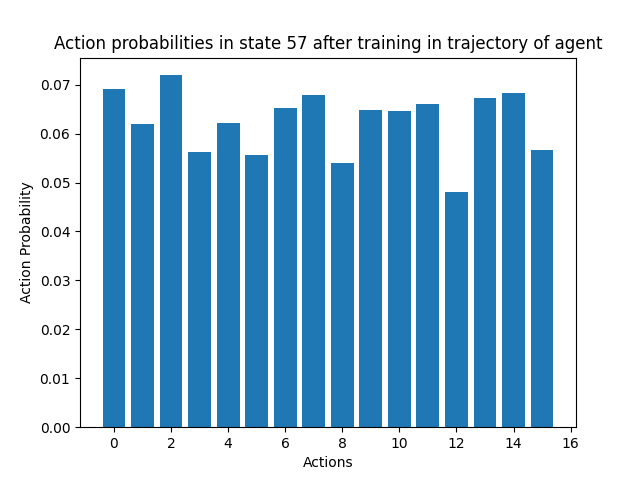 Action probabilities in state 57 after training in trajectory of agent
0.07
0.06
0.05
0.04
0.03
0.02
0.01
0.00
Action Probability
0 2 4 6 8 10 12 14 16
Actions